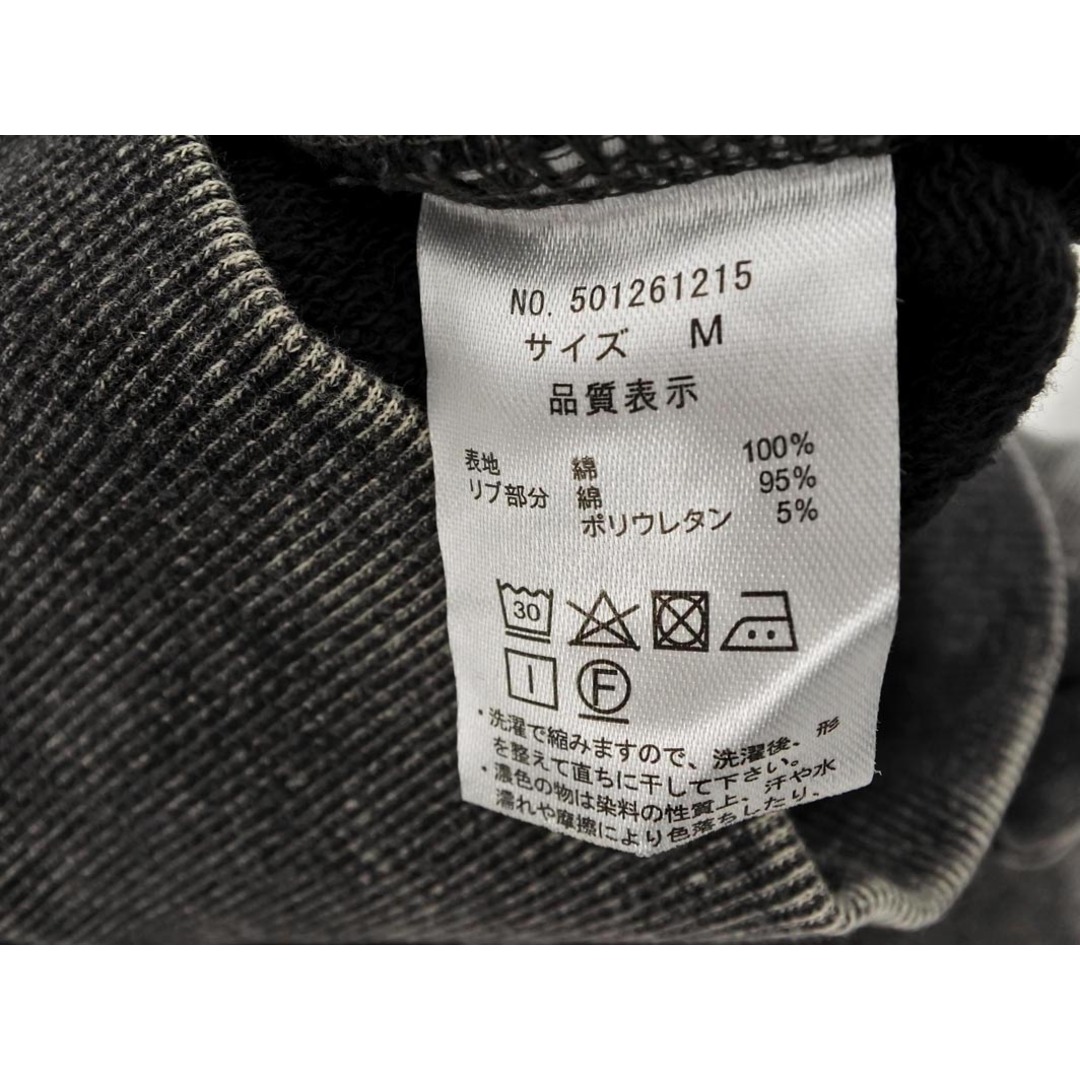 NO. 501261215
サイズ M
品質表示
表地 綿 100%
リブ部分 綿 95%
ポリウレタン 5%
30
F
・洗濯で縮みますので、洗濯後、形
を整えて直ちに干して下さい。
・濃色の物は染料の性質上、汗や水
濡れや摩擦により色落ちしたり、